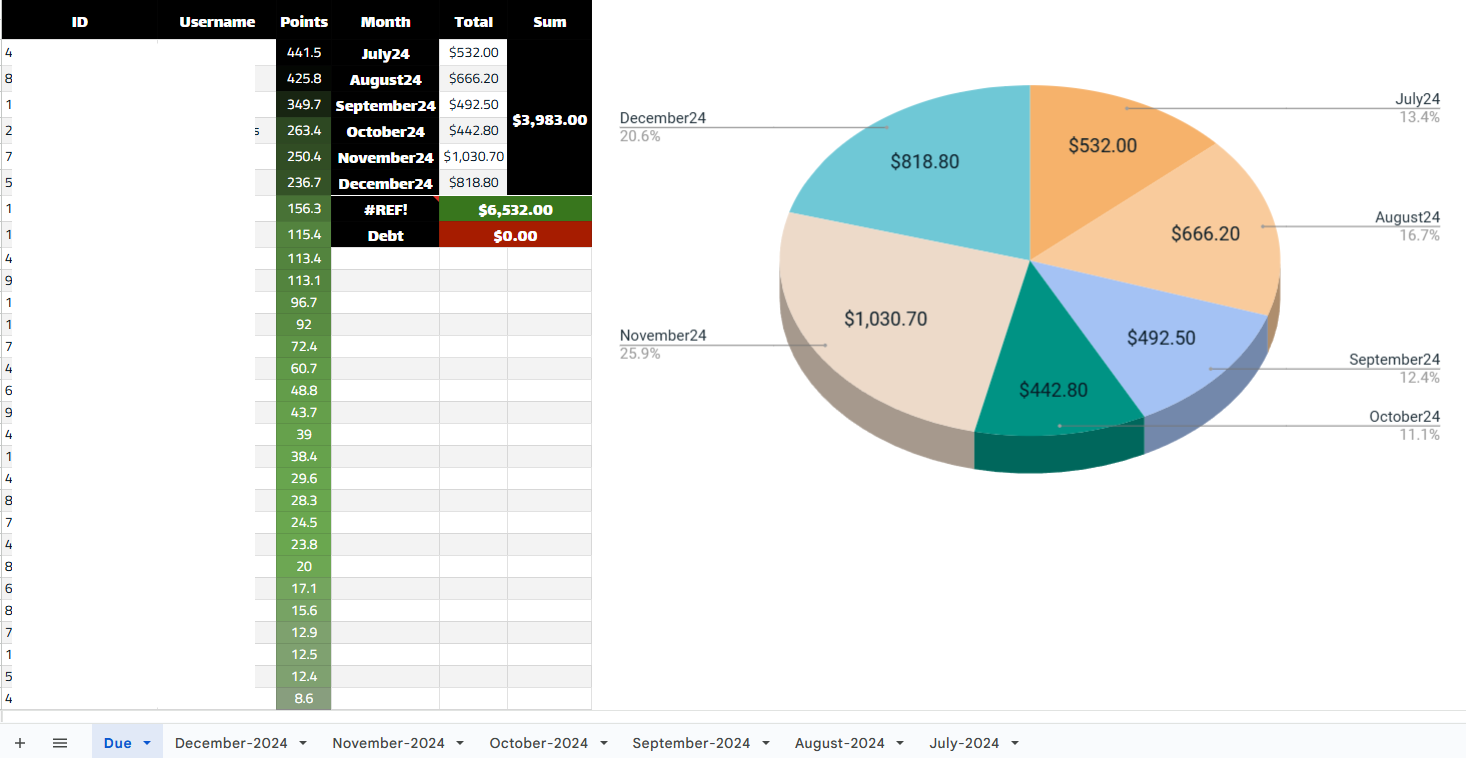 ID Username Points Month Total Sum
4 441.5 July24 $532.00
8 425.8 August24 $666.20
1 349.7 September24 $492.50
$3,983.00
2 s 263.4 October24 $442.80
7 250.4 November24 $1,030.70
5 236.7 December24 $818.80
1 156.3 #REF! $6,532.00
1 115.4 Debt $0.00
4 113.4
9 113.1
1 96.7
1 92
7 72.4
4 60.7
6 48.8
9 43.7
4 39
1 38.4
4 29.6
8 28.3
7 24.5
4 23.8
8 20
6 17.1
8 15.6
7 12.9
1 12.5
5 12.4
4 8.6
July24
13.4%
December24
20.6%
$532.00
$818.80
August24
16.7%
$666.20
$1,030.70
November24
25.9%
$492.50
September24
12.4%
$442.80
October24
11.1%
+ Due December-2024 November-2024 October-2024 September-2024 August-2024 July-2024